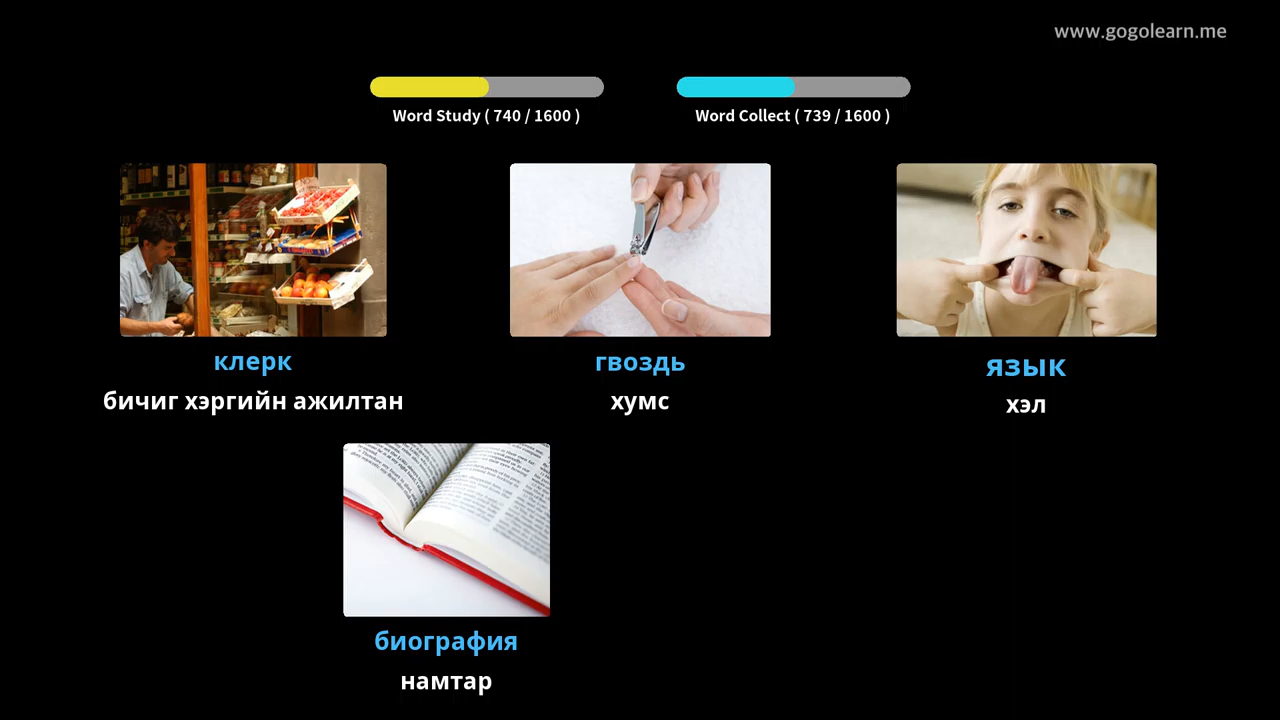 www.gogolearn.me
Word Study ( 740 / 1600 )
Word Collect ( 739 / 1600 )
клерк
бичиг хэргийн ажилтан
гвоздь
хумс
язык
хэл
биография
намтар